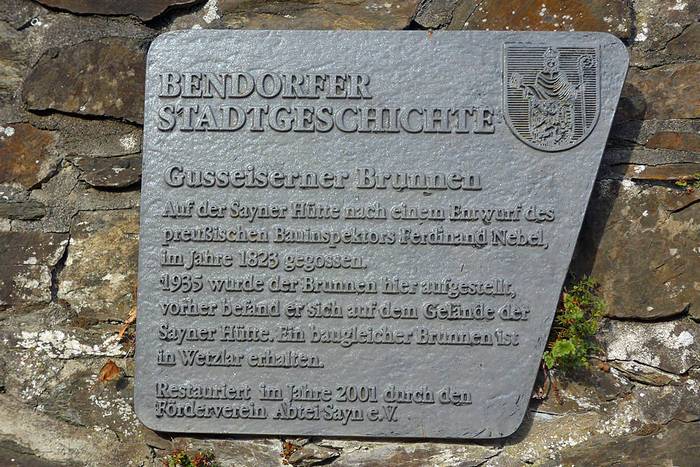 BENDORFER
STADTGESCHICHTE
Gusseiserner Brunnen
Auf der Sayner Hütte nach einem Entwurf des
preußischen Bauinspektors Ferdinand Nebel,
im Jahre 1823 gegossen.
1935 wurde der Brunnen hier aufgestellt,
vorher befand er sich auf dem Gelände der
Sayner Hütte. Ein baugleicher Brunnen ist
in Wetzlar erhalten.
Restauriert im Jahre 2001 durch den
Förderverein Abtei Sayn e.V.